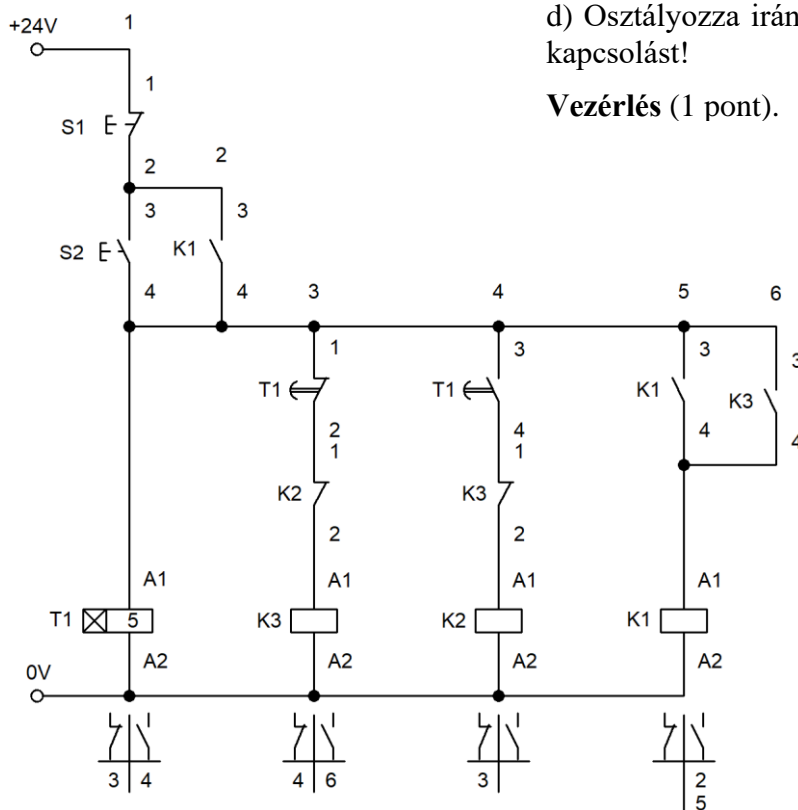 d) Osztályozza irán
kapcsolást!
Vezérlés (1 pont).
+24V 1
1
S1
2 2
3 3
S2 K1
4 4 3 4 5 6
1 3 3 3
T1 T1 K1 K3
2 4 4 4
1 1
K2 K3
2 2
A1 A1 A1 A1
T1 5 K3 K2 K1
A2 A2 A2 A2
0V
3 4 4 6 3 2
5